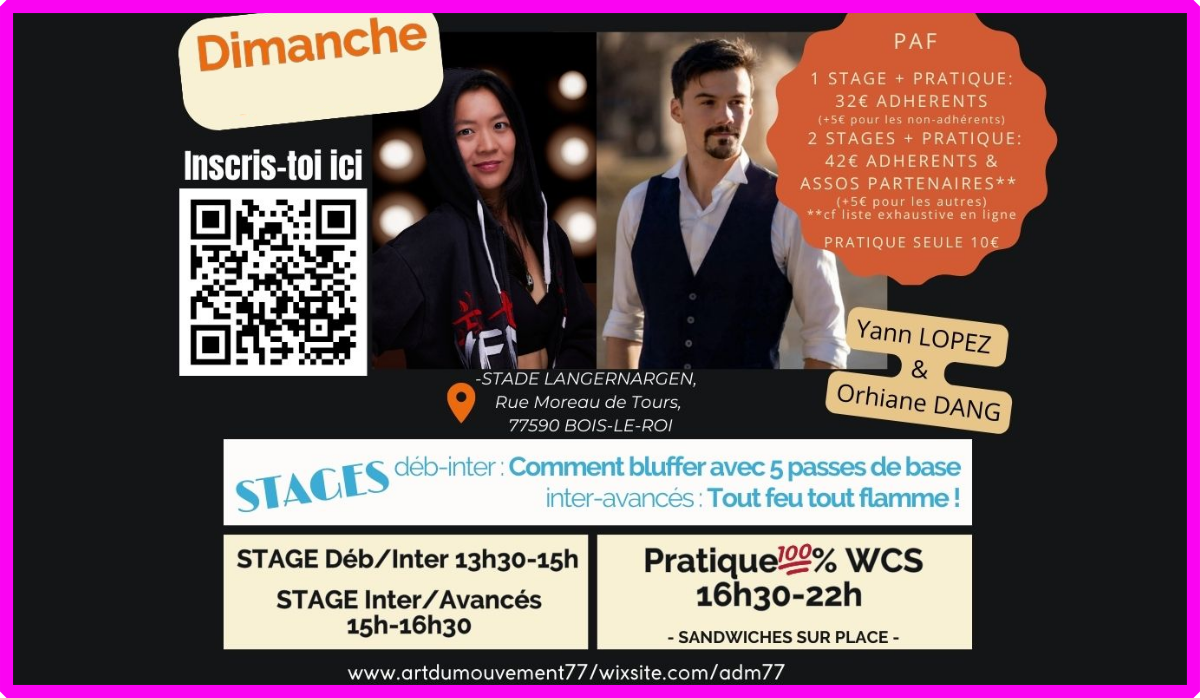 Dimanche
Inscris-toi ici
PAF
1 STAGE + PRATIQUE:
32€ ADHERENTS
(+5€ pour les non-adhérents)
2 STAGES + PRATIQUE:
42€ ADHERENTS &
ASSOS PARTENAIRES**
(+5€ pour les autres)
**cf liste exhaustive en ligne
PRATIQUE SEULE 10€
Yann LOPEZ
&
Orhiane DANG
-STADE LANGERNARGEN,
Rue Moreau de Tours,
77590 BOIS-LE-ROI
STAGES
déb-inter : Comment bluffer avec 5 passes de base
inter-avancés : Tout feu tout flamme !
STAGE Déb/Inter 13h30-15h
STAGE Inter/Avancés
15h-16h30
Pratique💯% WCS
16h30-22h
- SANDWICHES SUR PLACE -
www.artdumouvement77/wixsite.com/adm77